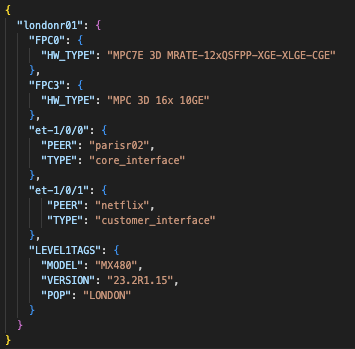 {
  "londonr01": {
    "FPC0": {
      "HW_TYPE": "MPC7E 3D MRATE-12xQSFPP-XGE-XLGE-CGE"
    },
    "FPC3": {
      "HW_TYPE": "MPC 3D 16x 10GE"
    },
    "et-1/0/0": {
      "PEER": "parisr02",
      "TYPE": "core_interface"
    },
    "et-1/0/1": {
       "PEER": "netflix",
       "TYPE": "customer_interface"
    },
    "LEVEL1TAGS": {
      "MODEL": "MX480",
      "VERSION": "23.2R1.15",
      "POP": "LONDON"
    }
  }
}